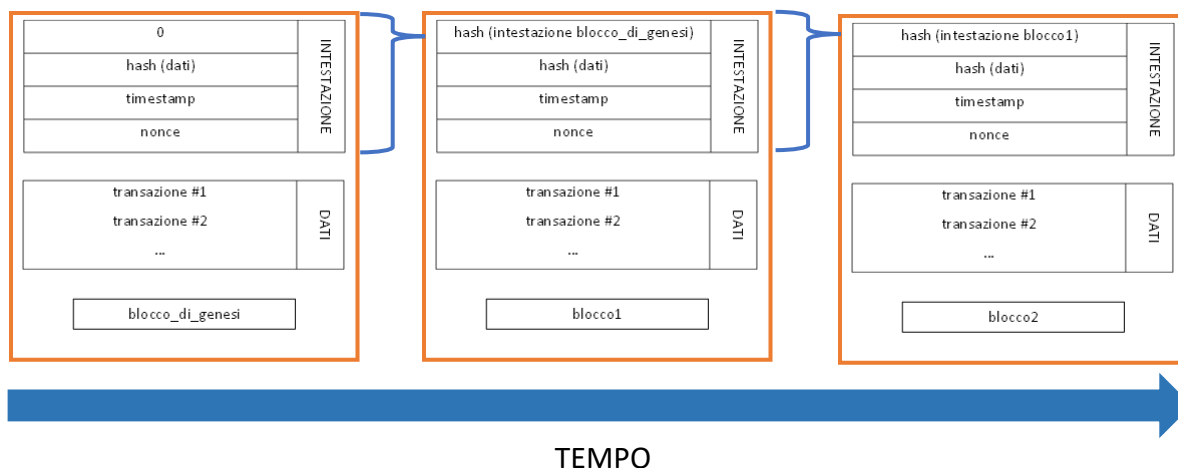 0
hash (dati)
timestamp
nonce
INTESTAZIONE
transazione #1
transazione #2
...
DATI
blocco_di_genesi
hash (intestazione blocco_di_genesi)
hash (dati)
timestamp
nonce
INTESTAZIONE
transazione #1
transazione #2
...
DATI
blocco1
hash (intestazione blocco1)
hash (dati)
timestamp
nonce
INTESTAZIONE
transazione #1
transazione #2
...
DATI
blocco2
TEMPO